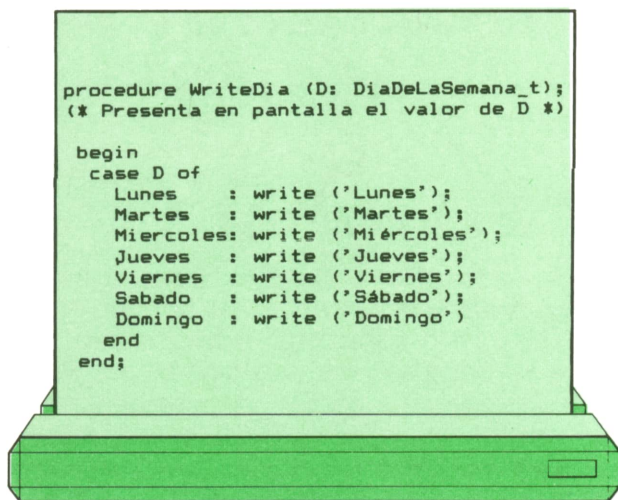 procedure WriteDia (D: DiaDeLaSemana_t);
(* Presenta en pantalla el valor de D *)
begin
case D of
Lunes : write ('Lunes');
Martes : write ('Martes');
Miercoles: write ('Miércoles');
Jueves : write ('Jueves');
Viernes : write ('Viernes');
Sabado : write ('Sábado');
Domingo : write ('Domingo')
end
end;